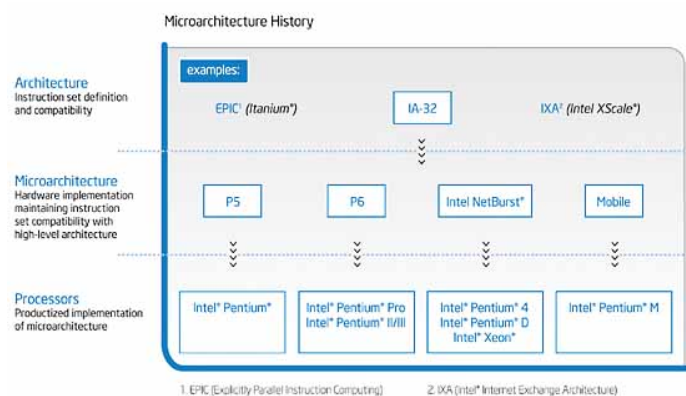 Microarchitecture History
examples:
Architecture
Instruction set definition
and compatibility
EPIC¹ (Itanium*)
IA-32
IXA² (Intel XScale*)
Microarchitecture
Hardware implementation
maintaining instruction
set compatibility with
high-level architecture
P5
P6
Intel NetBurst*
Mobile
Processors
Productized implementation
of microarchitecture
Intel® Pentium®
Intel® Pentium® Pro
Intel® Pentium® II/III
Intel® Pentium® 4
Intel® Pentium® D
Intel® Xeon®
Intel® Pentium® M
1. EPIC (Explicitly Parallel Instruction Computing)
2. IXA (Intel® Internet Exchange Architecture)